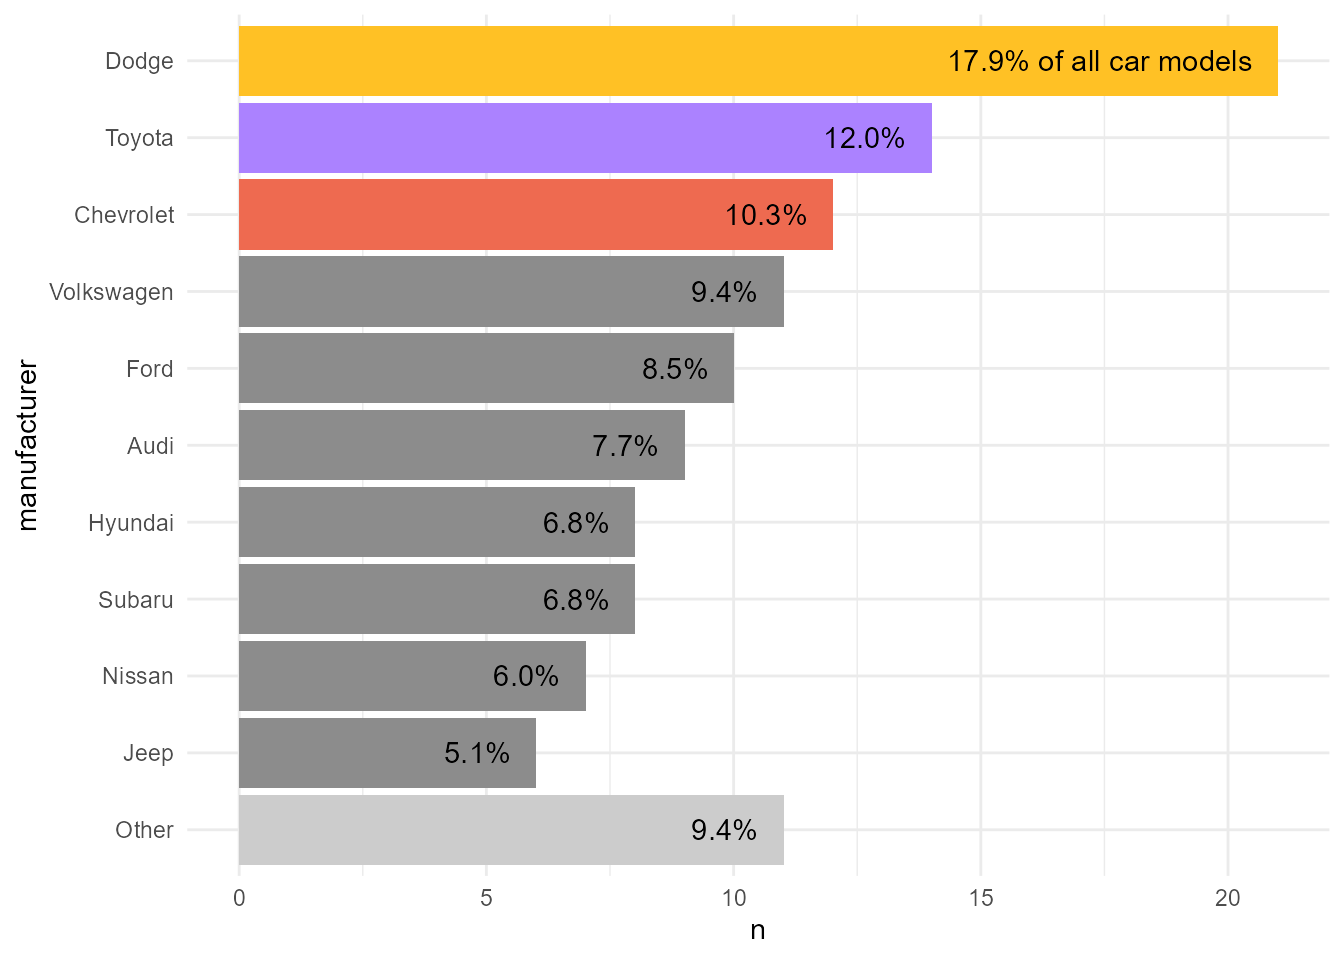 Dodge 17.9% of all car models
Toyota 12.0%
Chevrolet 10.3%
Volkswagen 9.4%
Ford 8.5%
Audi 7.7%
Hyundai 6.8%
Subaru 6.8%
Nissan 6.0%
Jeep 5.1%
Other 9.4%
manufacturer
0 5 10 15 20
n